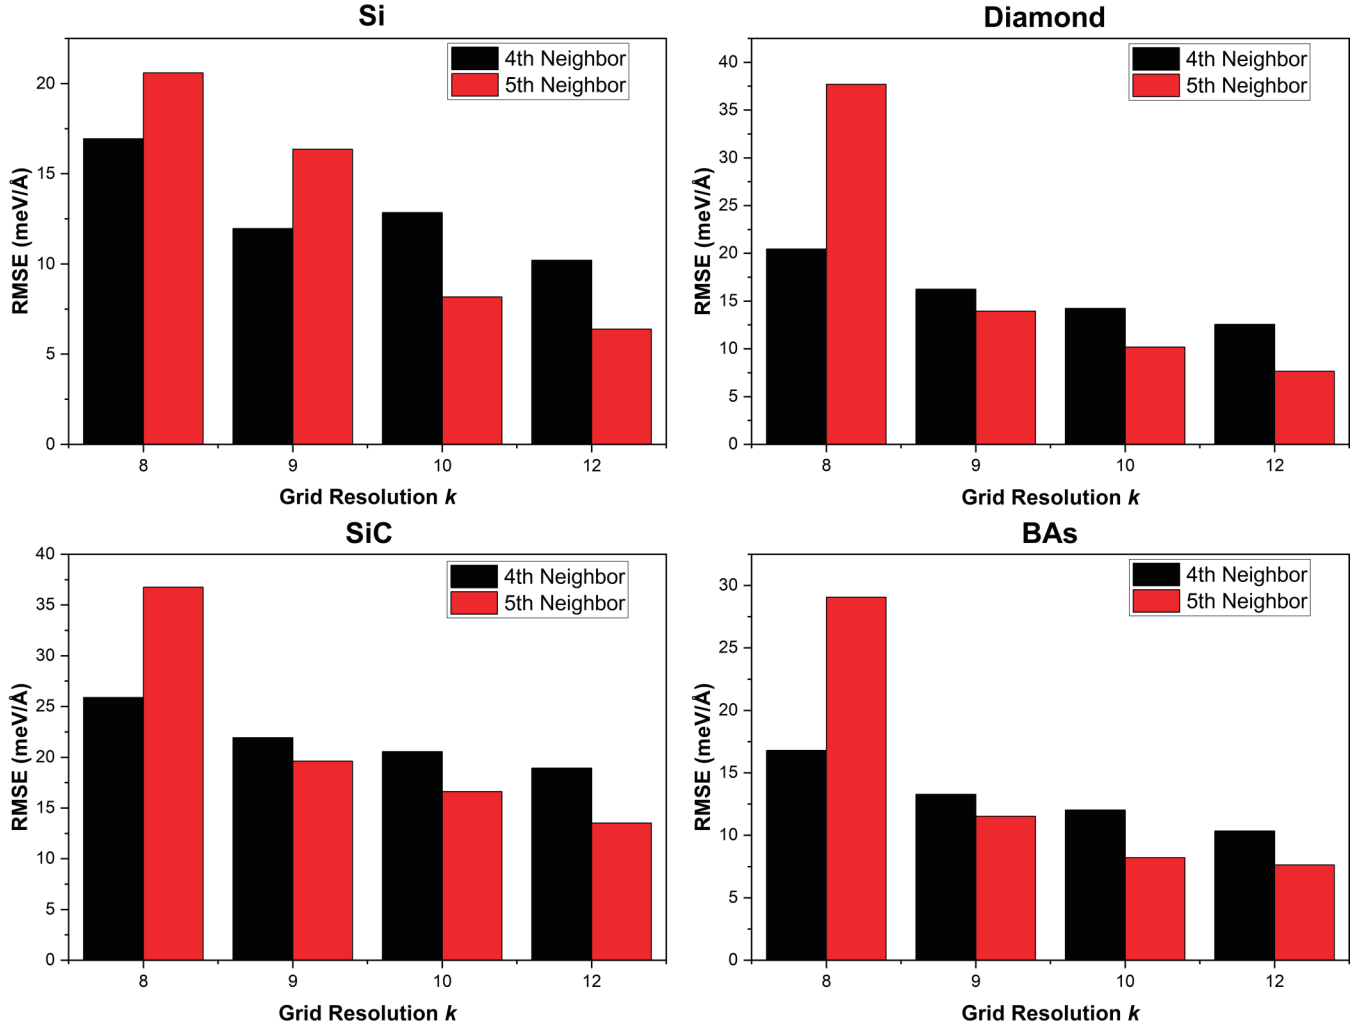 Si
4th Neighbor
5th Neighbor
RMSE (meV/Å)
20
15
10
5
0
8
9
10
12
Grid Resolution k
Diamond
4th Neighbor
5th Neighbor
RMSE (meV/Å)
40
35
30
25
20
15
10
5
0
8
9
10
12
Grid Resolution k
SiC
4th Neighbor
5th Neighbor
RMSE (meV/Å)
40
35
30
25
20
15
10
5
0
8
9
10
12
Grid Resolution k
BAs
4th Neighbor
5th Neighbor
RMSE (meV/Å)
30
25
20
15
10
5
0
8
9
10
12
Grid Resolution k